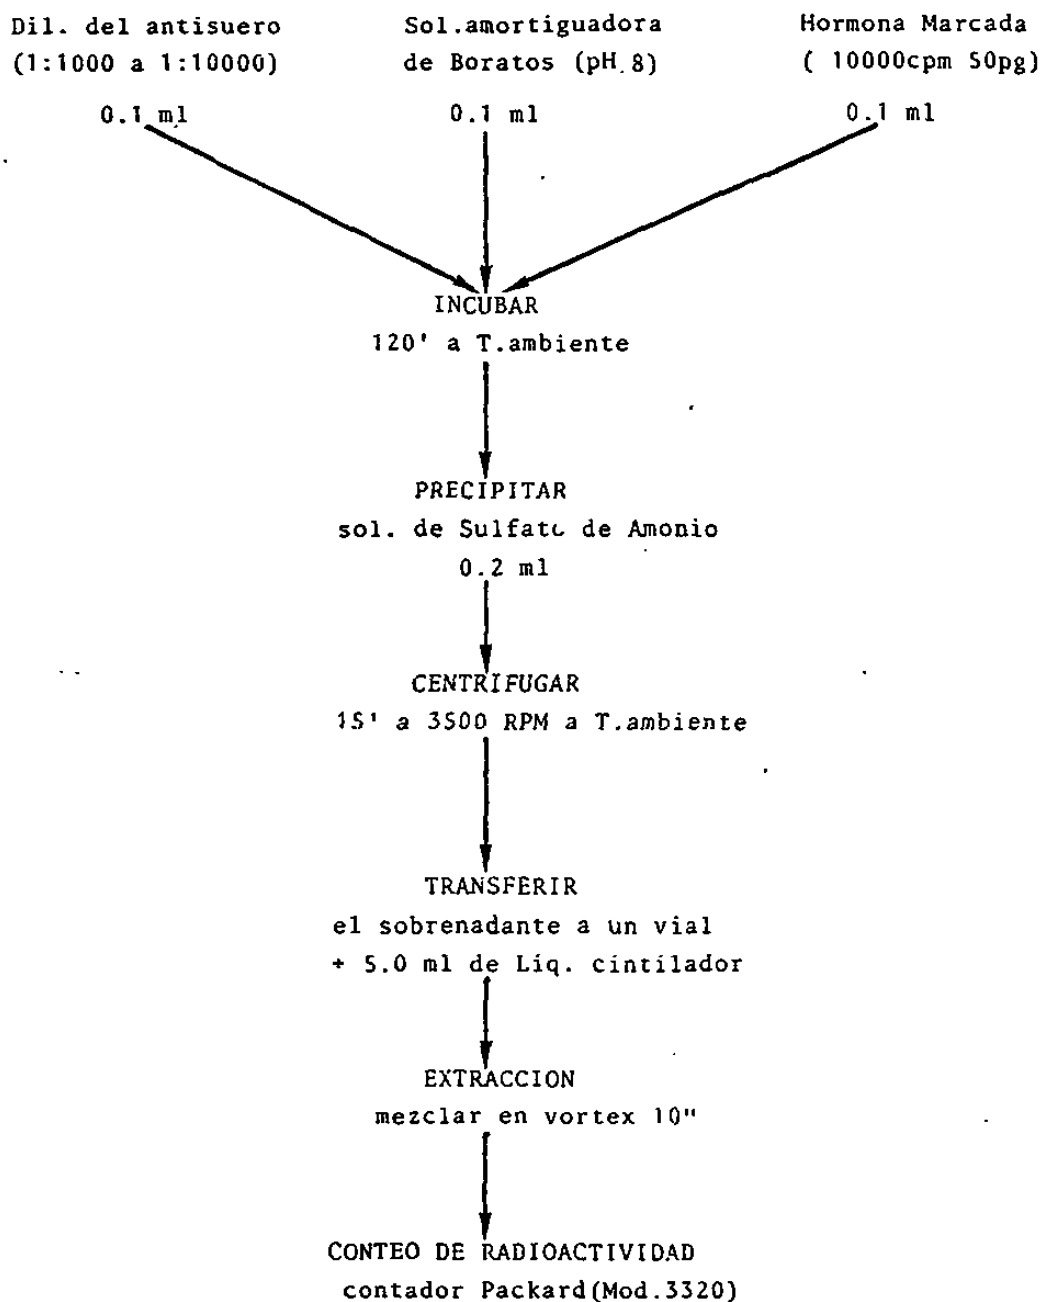 Dil. del antisuero
(1:1000 a 1:10000)
0.1 ml
Sol.amortiguadora
de Boratos (pH 8)
0.1 ml
Hormona Marcada
( 10000cpm 50pg)
0.1 ml
INCUBAR
120' a T.ambiente
PRECIPITAR
sol. de Sulfato de Amonio
0.2 ml
CENTRIFUGAR
15' a 3500 RPM a T.ambiente
TRANSFERIR
el sobrenadante a un vial
+ 5.0 ml de Liq. cintilador
EXTRACCION
mezclar en vortex 10"
CONTEO DE RADIOACTIVIDAD
contador Packard(Mod.3320)